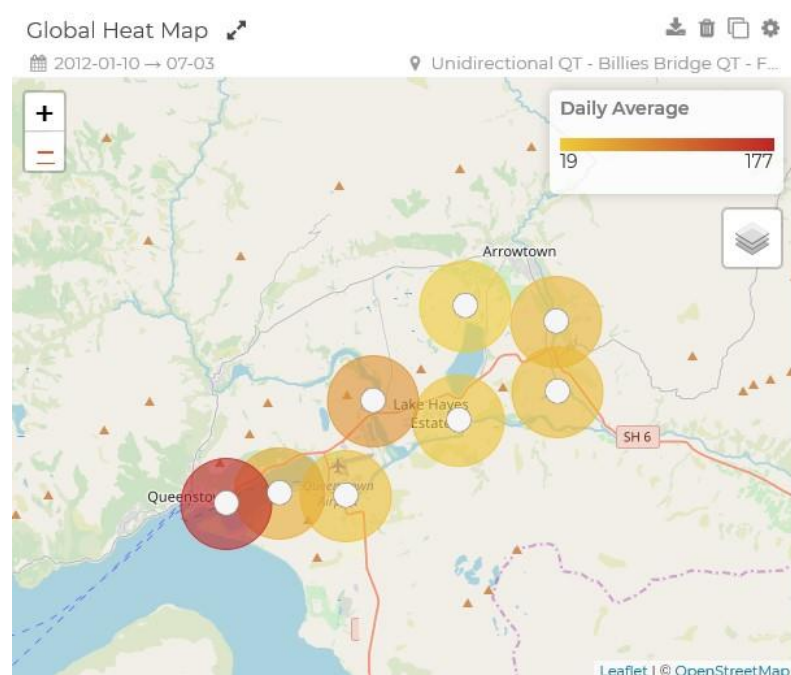 Global Heat Map
2012-01-10 → 07-03
Unidirectional QT - Billies Bridge QT - F...
+
Daily Average
19 177
Arrowtown
Lake Hayes
Estate
SH 6
Queenstown
Airport
Leaflet | © OpenStreetMap